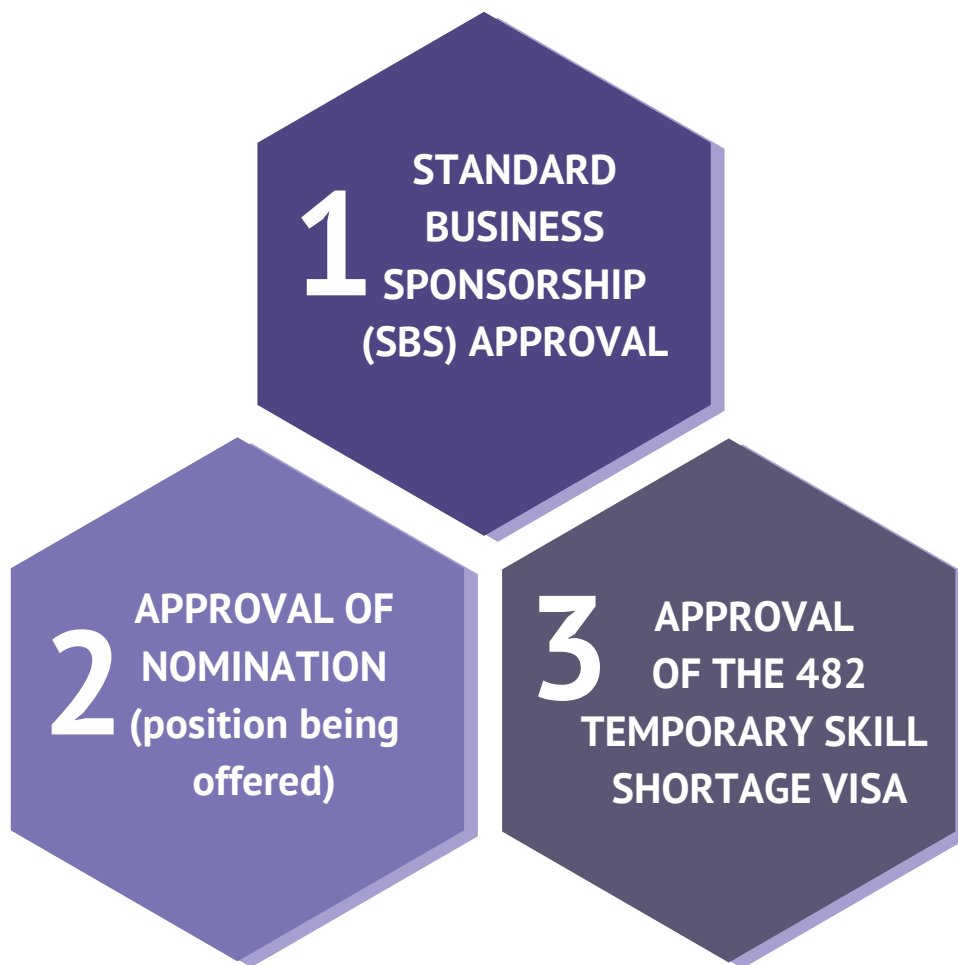 1
STANDARD
BUSINESS
SPONSORSHIP
(SBS) APPROVAL
2
APPROVAL OF
NOMINATION
(position being
offered)
3
APPROVAL
OF THE 482
TEMPORARY SKILL
SHORTAGE VISA